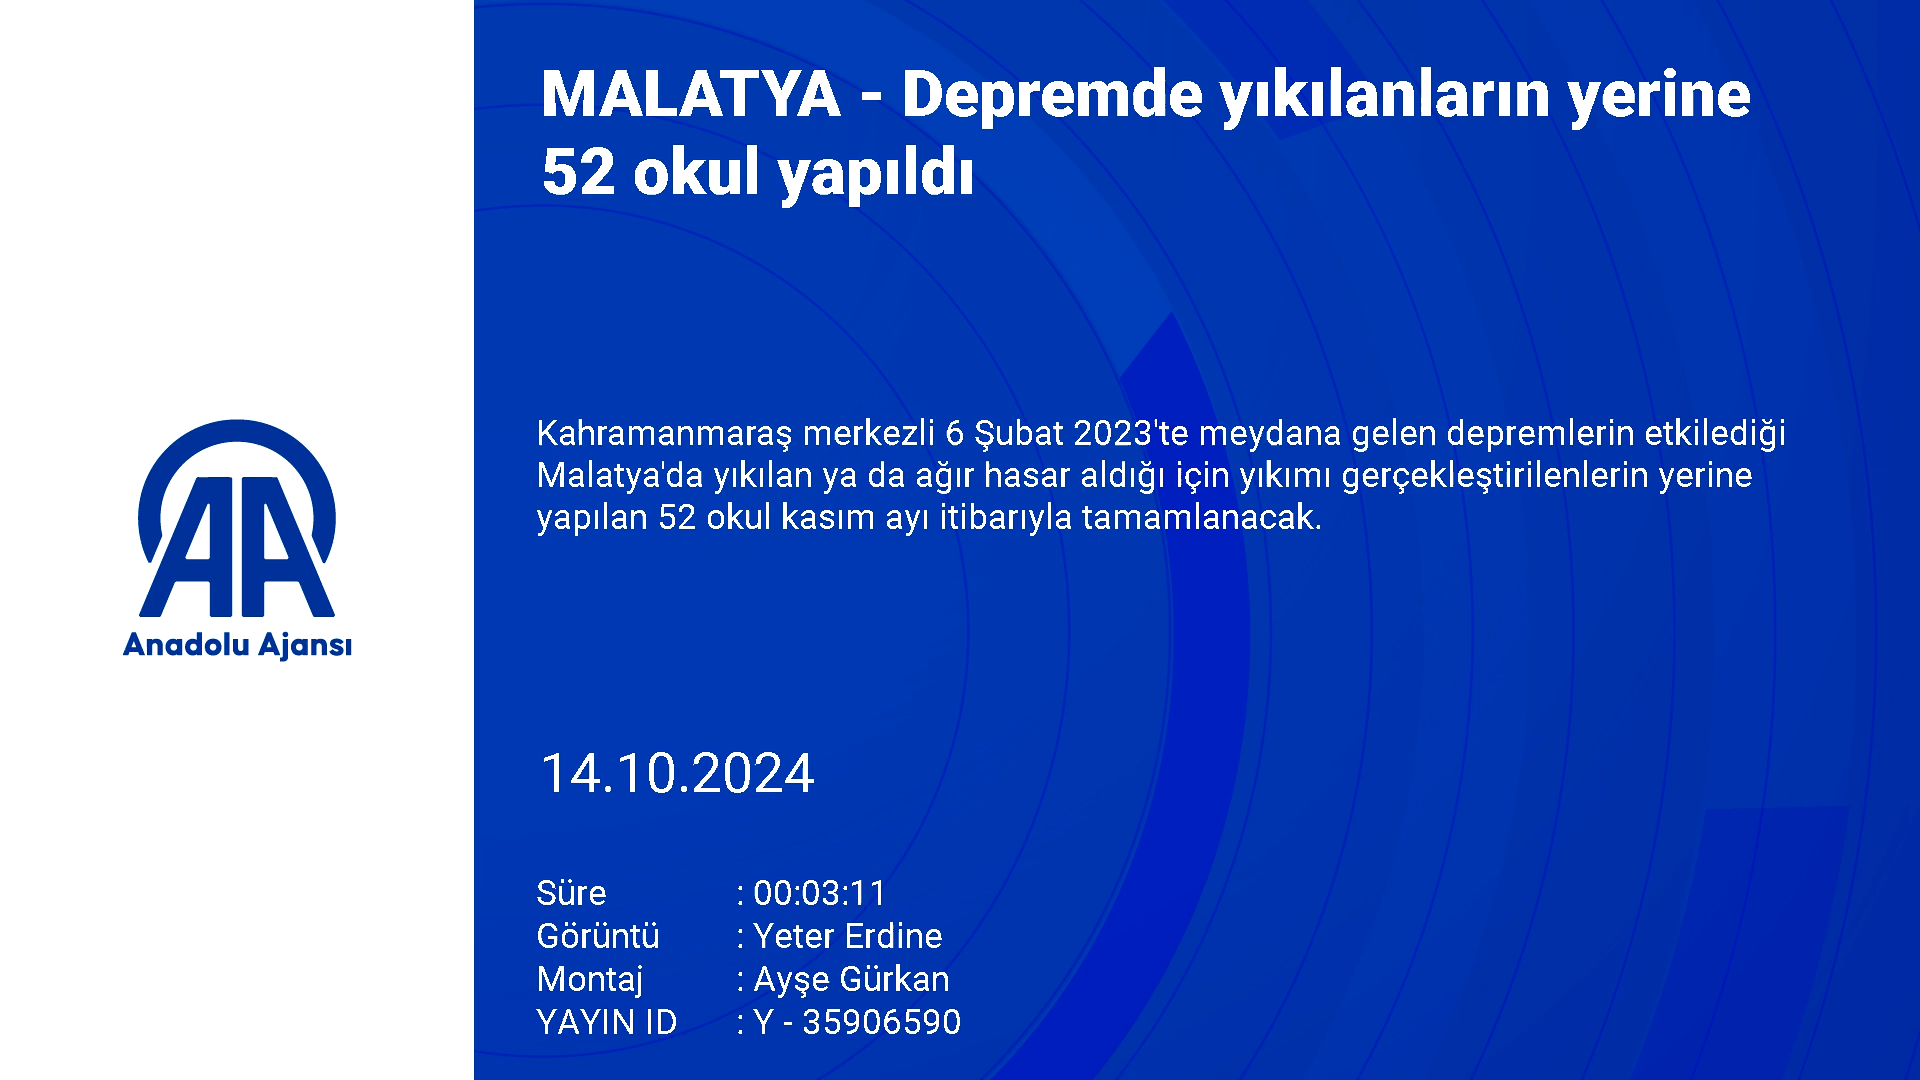 MALATYA - Depremde yıkılanların yerine
52 okul yapıldı
Kahramanmaraş merkezli 6 Şubat 2023'te meydana gelen depremlerin etkilediği
Malatya'da yıkılan ya da ağır hasar aldığı için yıkımı gerçekleştirilenlerin yerine
yapılan 52 okul kasım ayı itibarıyla tamamlanacak.
AA
Anadolu Ajansı
14.10.2024
Süre : 00:03:11
Görüntü : Yeter Erdine
Montaj : Ayşe Gürkan
YAYIN ID : Y - 35906590